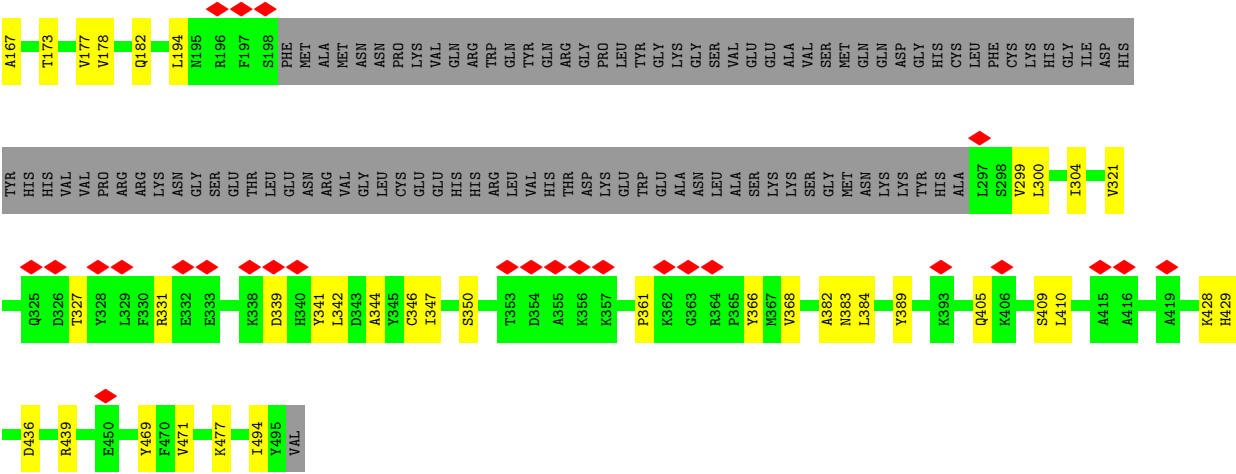 A167 T173 V177 V178 Q182 L194 N195 R196 F197 S198 PHE MET ALA MET ASN ASN PRO LYS VAL GLN ARG TRP GLN TYR GLN ARG GLY PRO LEU TYR GLY LYS GLY SER VAL GLU GLU ALA VAL SER MET GLN GLN ASP GLY HIS CYS LEU PHE CYS LYS HIS GLY ILE ASP HIS
TYR HIS HIS VAL VAL PRO ARG ARG LYS ASN GLY SER GLU THR LEU GLU ASN ARG VAL GLY LEU CYS GLU GLU HIS HIS ARG LEU VAL HIS THR ASP LYS GLU TRP GLU ALA ASN LEU ALA SER LYS LYS SER GLY MET ASN LYS LYS TYR HIS ALA L297 S298 V299 L300 I304 V321
Q325 D326 T327 Y328 L329 F330 R331 E332 E333 K338 D339 H340 Y341 L342 D343 A344 Y345 C346 I347 S350 T353 D354 A355 K356 K357 P361 K362 G363 R364 P365 Y366 M367 V368 A382 N383 L384 Y389 K393 Q405 K406 S409 L410 A415 A416 A419 K428 H429
D436 R439 E450 Y469 F470 V471 K477 I494 Y495 VAL